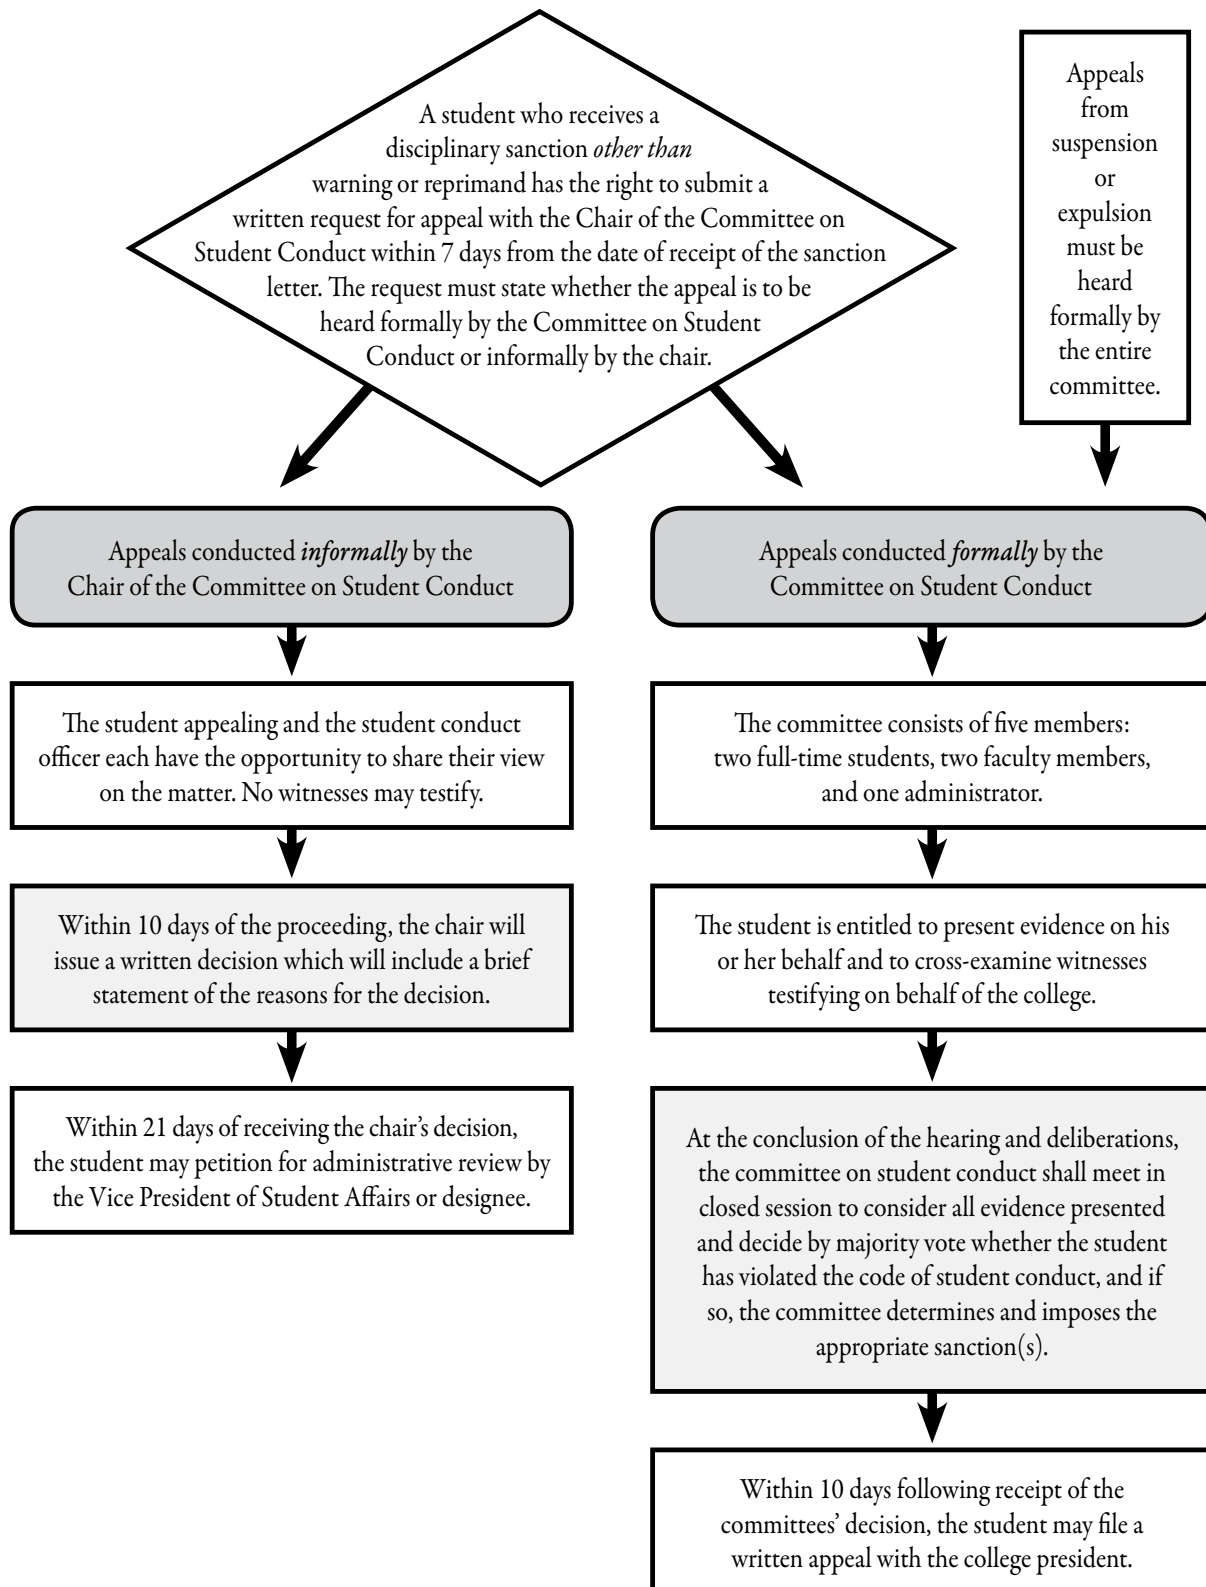 A student who receives a
disciplinary sanction other than
warning or reprimand has the right to submit a
written request for appeal with the Chair of the Committee on
Student Conduct within 7 days from the date of receipt of the sanction
letter. The request must state whether the appeal is to be
heard formally by the Committee on Student
Conduct or informally by the chair.
Appeals
from
suspension
or
expulsion
must be
heard
formally by
the entire
committee.
Appeals conducted informally by the
Chair of the Committee on Student Conduct
The student appealing and the student conduct
officer each have the opportunity to share their view
on the matter. No witnesses may testify.
Within 10 days of the proceeding, the chair will
issue a written decision which will include a brief
statement of the reasons for the decision.
Within 21 days of receiving the chair’s decision,
the student may petition for administrative review by
the Vice President of Student Affairs or designee.
Appeals conducted formally by the
Committee on Student Conduct
The committee consists of five members:
two full-time students, two faculty members,
and one administrator.
The student is entitled to present evidence on his
or her behalf and to cross-examine witnesses
testifying on behalf of the college.
At the conclusion of the hearing and deliberations,
the committee on student conduct shall meet in
closed session to consider all evidence presented
and decide by majority vote whether the student
has violated the code of student conduct, and if
so, the committee determines and imposes the
appropriate sanction(s).
Within 10 days following receipt of the
committees’ decision, the student may file a
written appeal with the college president.